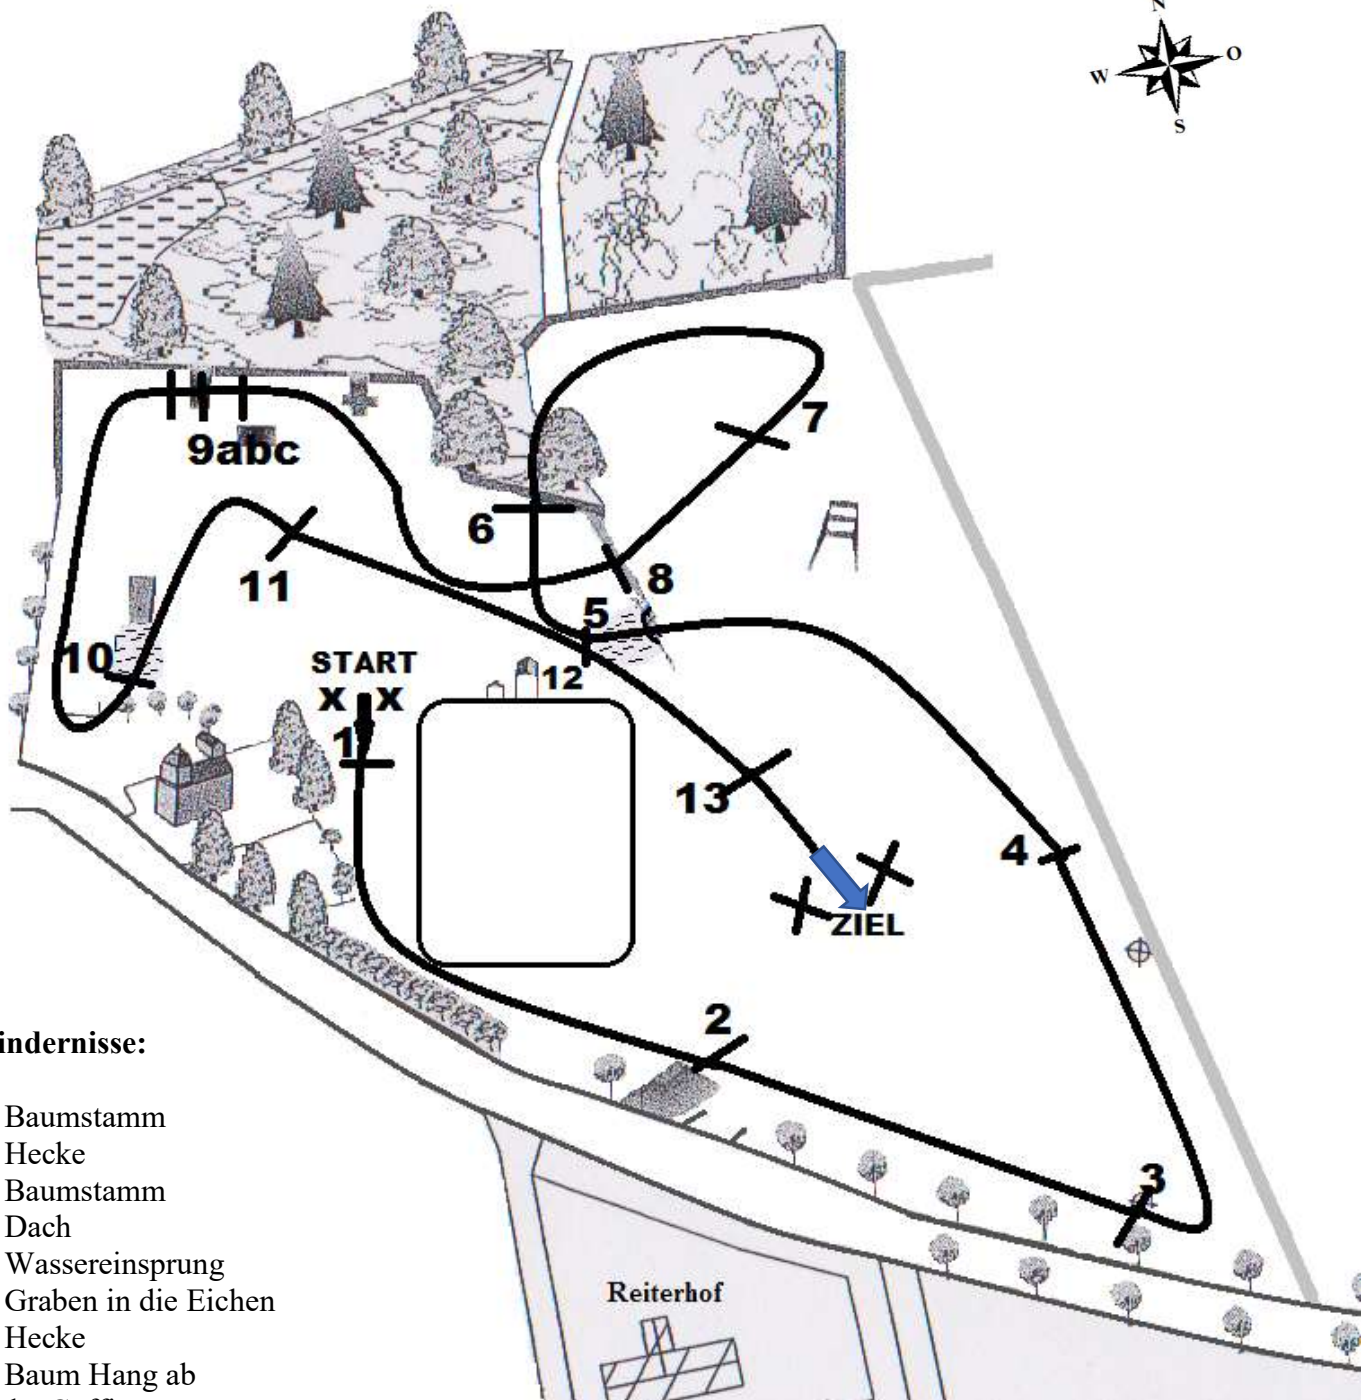 N
W O
S
7
9abc
6
11
8
5
10
START
12
X X
1
13
4
ZIEL
2
indernisse:
Baumstamm
Hecke
Baumstamm
3
Dach
Wassereinsprung
Graben in die Eichen
Reiterhof
Hecke
Baum Hang ab